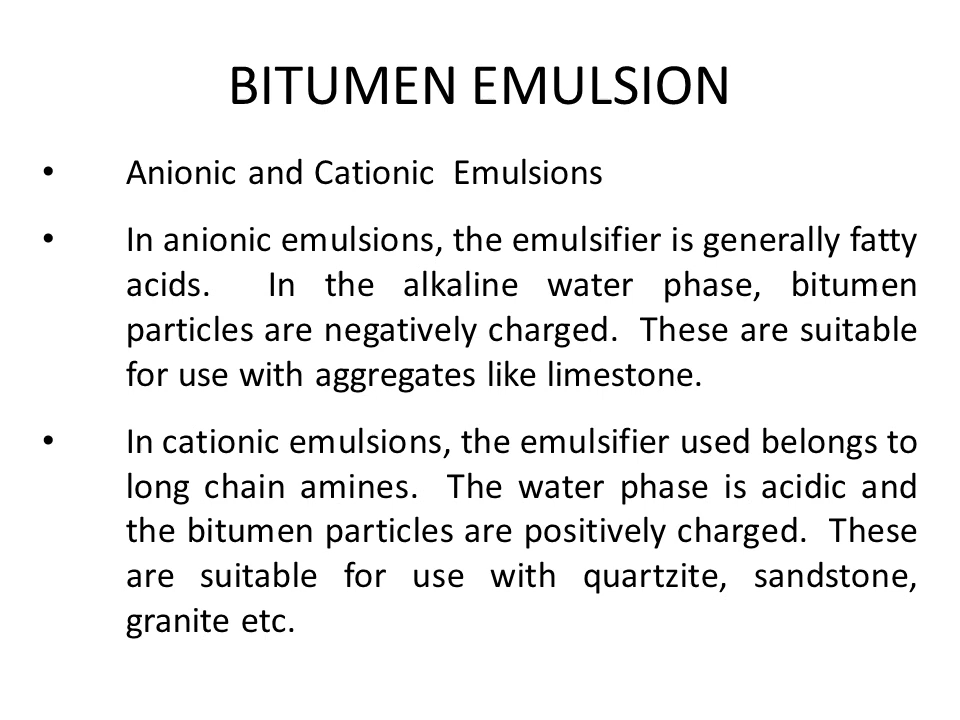 BITUMEN EMULSION
• Anionic and Cationic  Emulsions
• In anionic emulsions, the emulsifier is generally fatty
acids.  In the alkaline water phase, bitumen
particles are negatively charged.  These are suitable
for use with aggregates like limestone.
• In cationic emulsions, the emulsifier used belongs to
long chain amines.  The water phase is acidic and
the bitumen particles are positively charged.  These
are suitable for use with quartzite, sandstone,
granite etc.